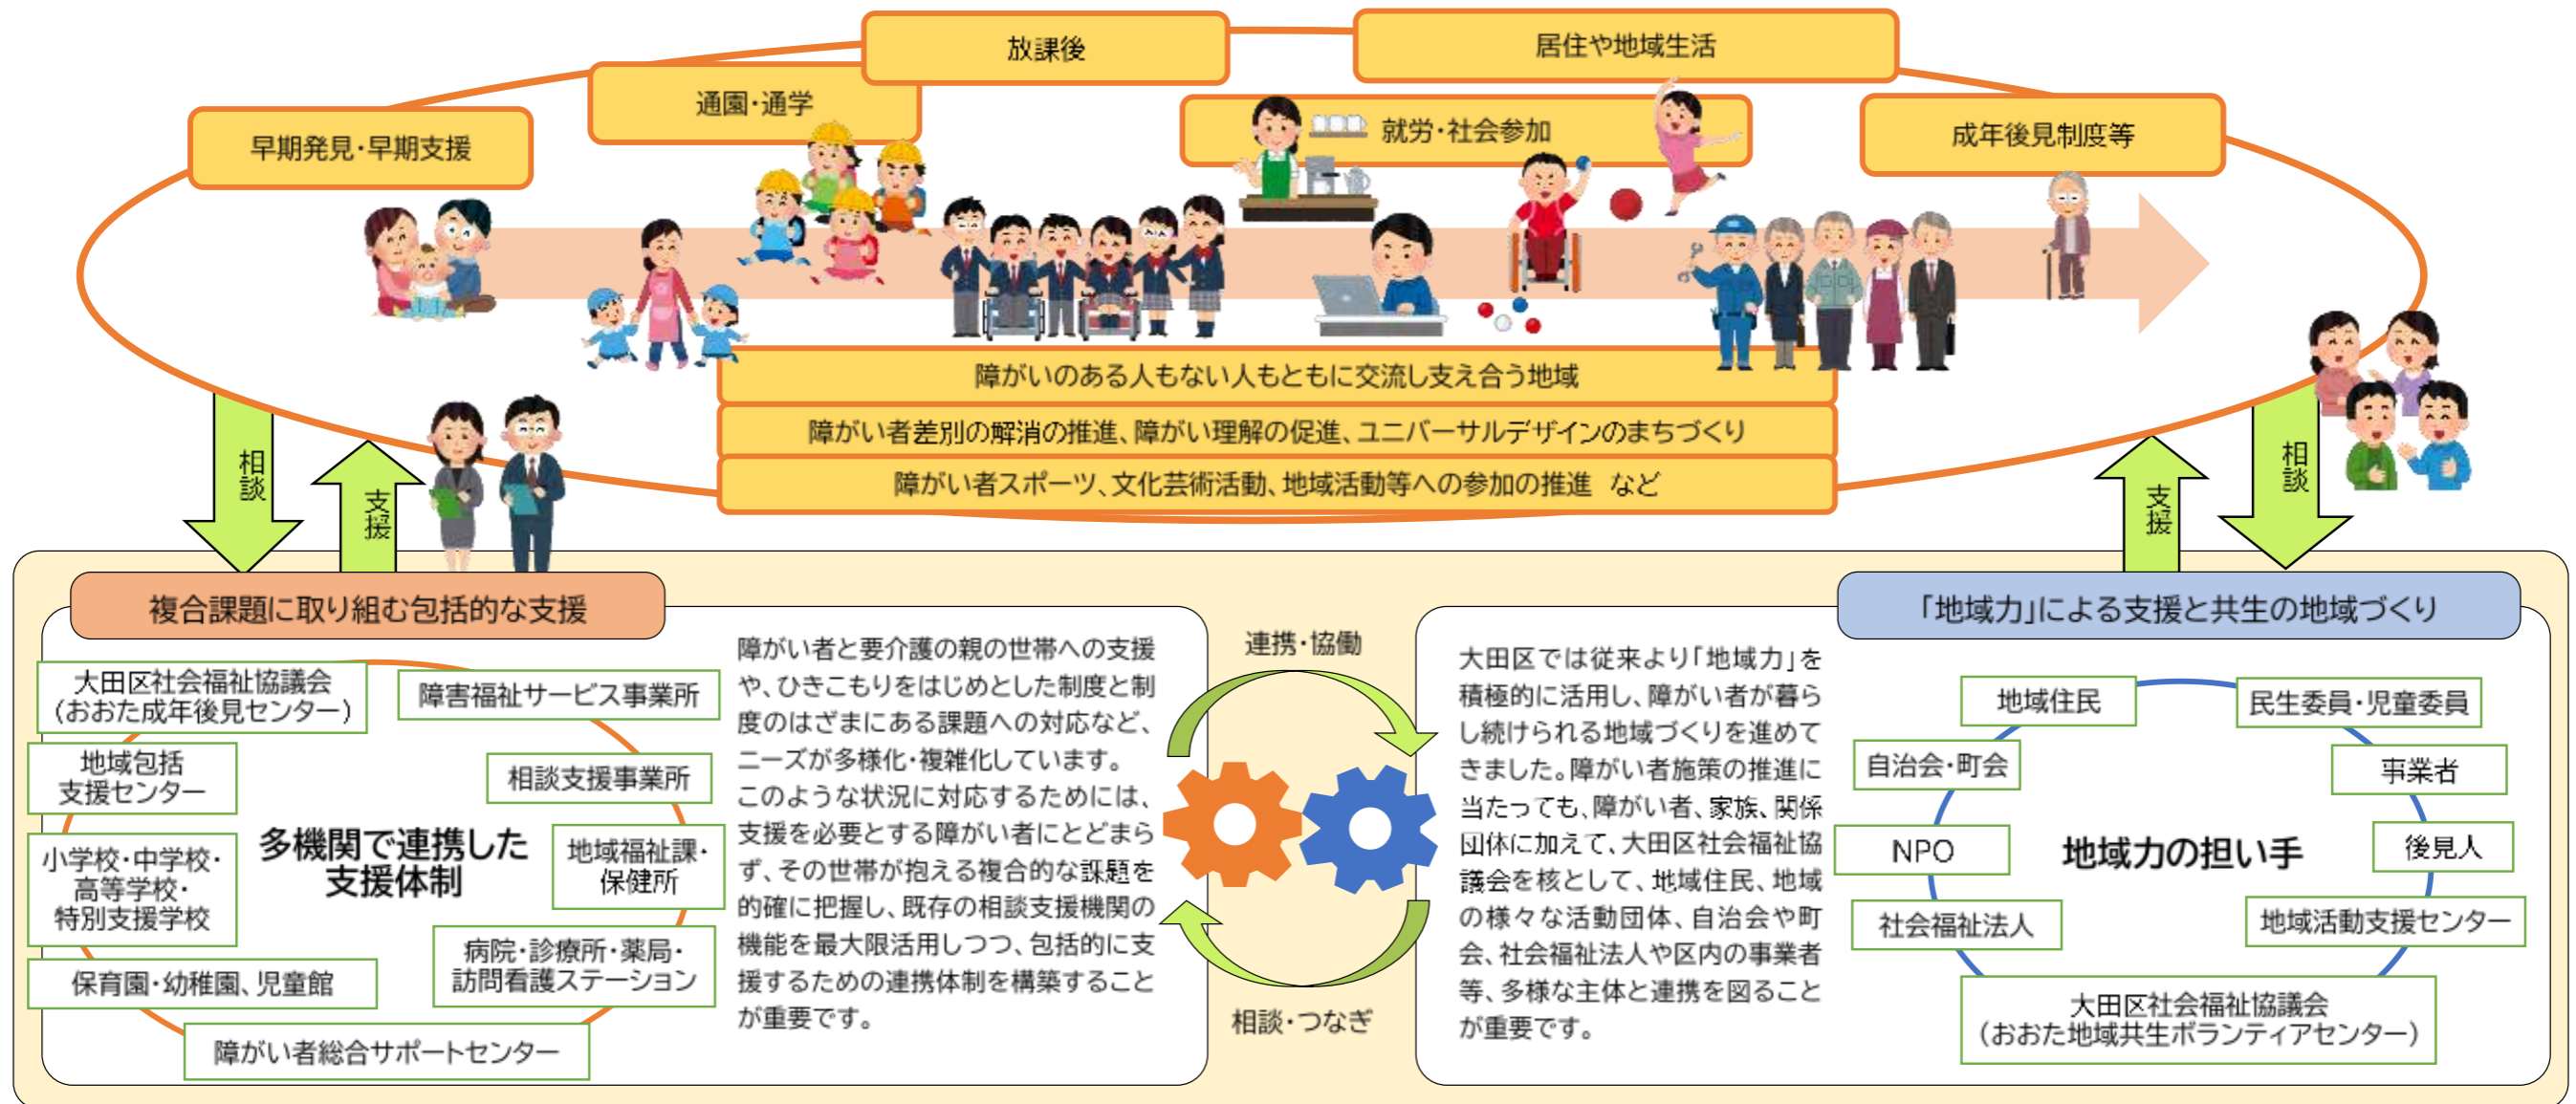 放課後
居住や地域生活
通園・通学
就労・社会参加
早期発見・早期支援
成年後見制度等
障がいのある人もない人もともに交流し支え合う地域
障がい者差別の解消の推進、障がい理解の促進、ユニバーサルデザインのまちづくり
障がい者スポーツ、文化芸術活動、地域活動等への参加の推進　など
相談
支援
支援
相談
複合課題に取り組む包括的な支援
大田区社会福祉協議会
（おおた成年後見センター）
障害福祉サービス事業所
地域包括
支援センター
相談支援事業所
多機関で連携した
支援体制
小学校・中学校・
高等学校・
特別支援学校
地域福祉課・
保健所
保育園・幼稚園、児童館
病院・診療所・薬局・
訪問看護ステーション
障がい者総合サポートセンター
障がい者と要介護の親の世帯への支援
や、ひきこもりをはじめとした制度と制
度のはざまにある課題への対応など、
ニーズが多様化・複雑化しています。
このような状況に対応するためには、
支援を必要とする障がい者にとどまら
ず、その世帯が抱える複合的な課題を
的確に把握し、既存の相談支援機関の
機能を最大限活用しつつ、包括的に支
援するための連携体制を構築すること
が重要です。
連携・協働
相談・つなぎ
「地域力」による支援と共生の地域づくり
大田区では従来より「地域力」を
積極的に活用し、障がい者が暮ら
し続けられる地域づくりを進めて
きました。障がい者施策の推進に
当たっても、障がい者、家族、関係
団体に加えて、大田区社会福祉協
議会を核として、地域住民、地域
の様々な活動団体、自治会や町
会、社会福祉法人や区内の事業者
等、多様な主体と連携を図ること
が重要です。
地域住民
民生委員・児童委員
自治会・町会
事業者
NPO
地域力の担い手
後見人
社会福祉法人
地域活動支援センター
大田区社会福祉協議会
（おおた地域共生ボランティアセンター）